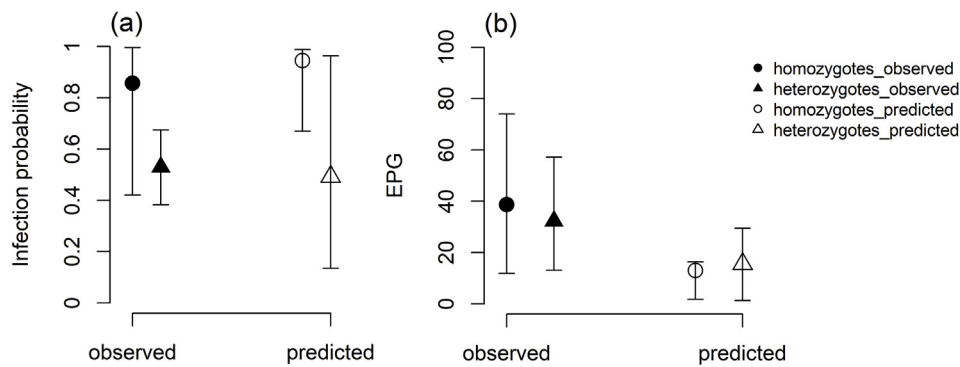 (a)
Infection probability
1
0.8
0.6
0.4
0.2
0
observed
predicted
(b)
EPG
100
80
60
40
20
0
observed
predicted
homozygotes_observed
heterozygotes_observed
homozygotes_predicted
heterozygotes_predicted